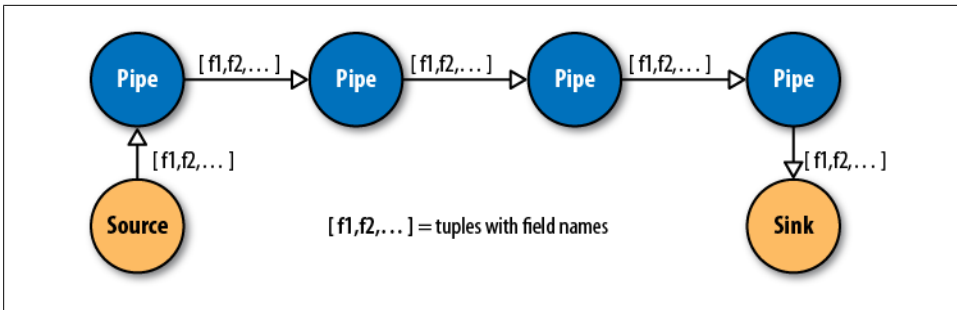 [ f1,f2,... ] [ f1,f2,... ] [ f1,f2,... ]
Pipe Pipe Pipe Pipe
[ f1,f2,... ] [ f1,f2,... ]
Source [ f1,f2,... ] = tuples with field names Sink